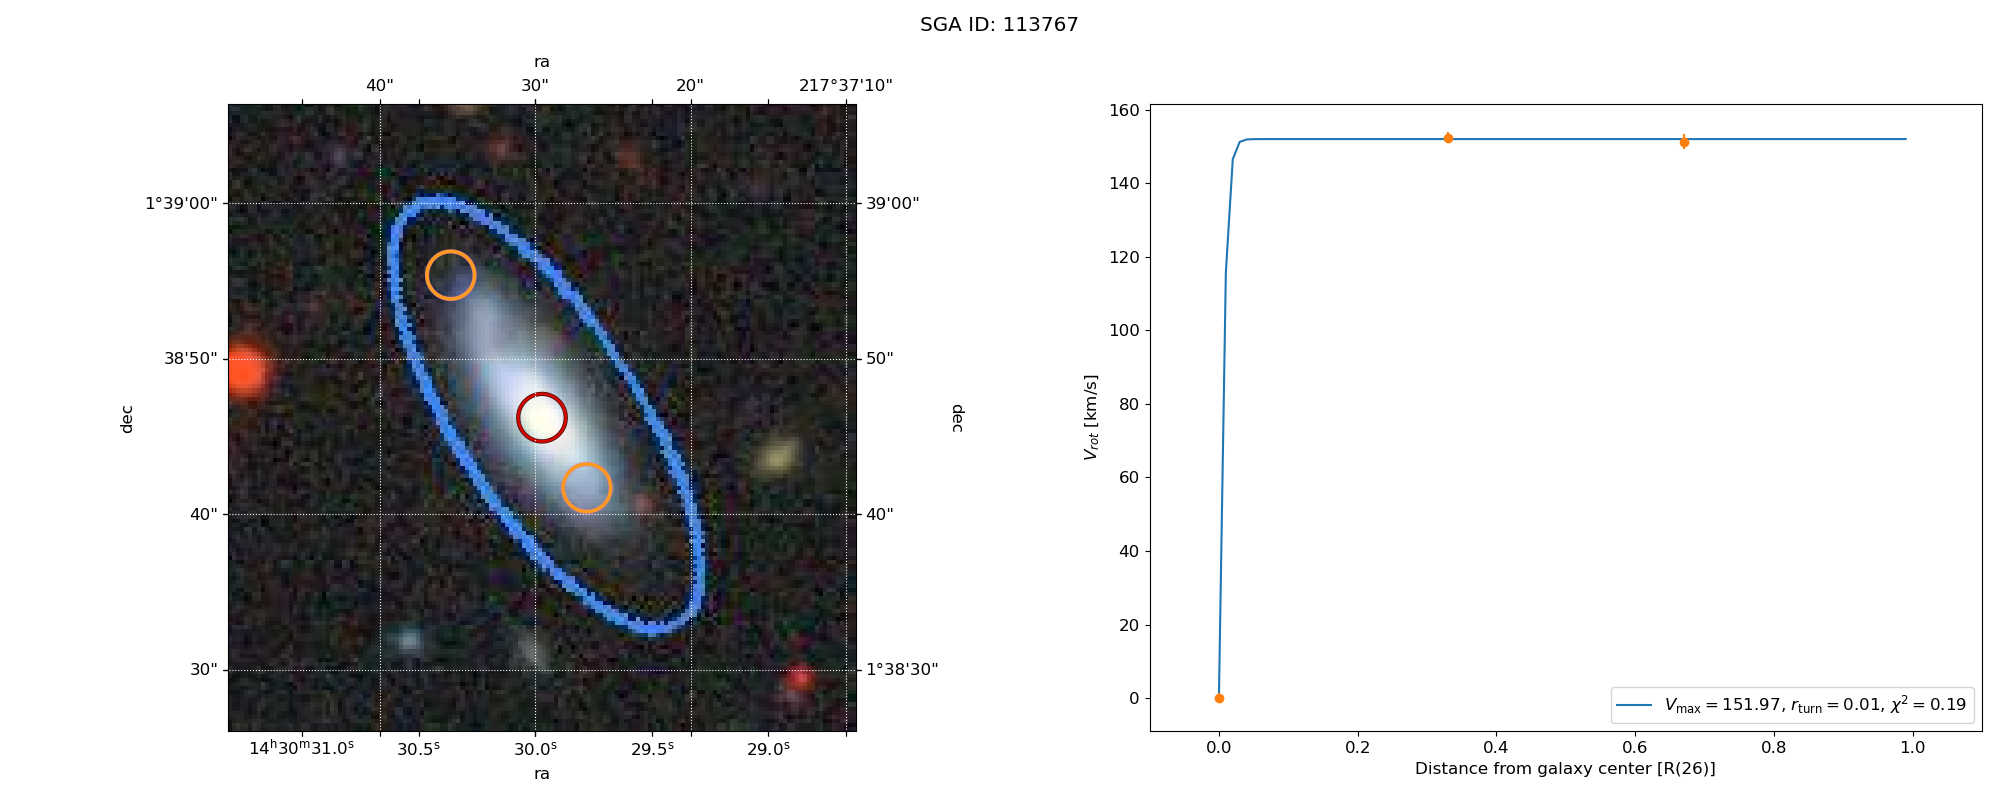 SGA ID: 113767
ra
40" 30" 20" 217°37'10"
1°39'00" 39'00"
38'50" 50"
dec dec
40" 40"
30" 1°38'30"
14ʰ30ᵐ31.0ˢ 30.5ˢ 30.0ˢ 29.5ˢ 29.0ˢ
ra
160
140
120
100
80
60
40
20
0
V_rot [km/s]
V_max = 151.97, r_turn = 0.01, χ² = 0.19
0.0 0.2 0.4 0.6 0.8 1.0
Distance from galaxy center [R(26)]